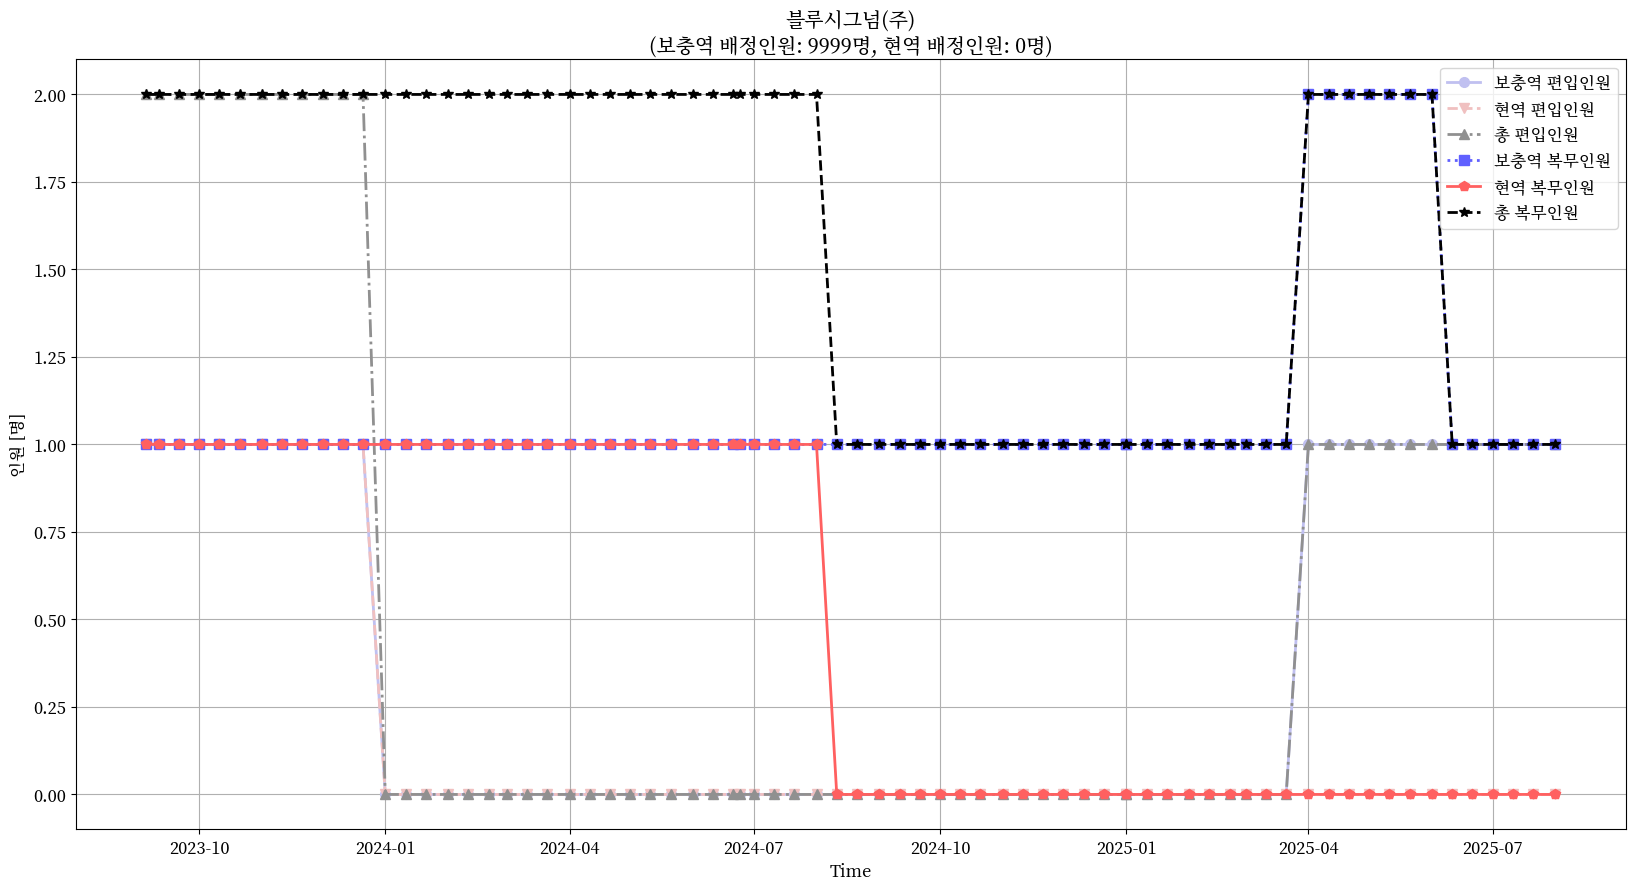 블루시그넘(주)
(보충역 배정인원: 9999명, 현역 배정인원: 0명)
보충역 편입인원
현역 편입인원
총 편입인원
보충역 복무인원
현역 복무인원
총 복무인원
2.00
1.75
1.50
1.25
1.00
0.75
0.50
0.25
0.00
인원 [명]
2023-10
2024-01
2024-04
2024-07
2024-10
2025-01
2025-04
2025-07
Time